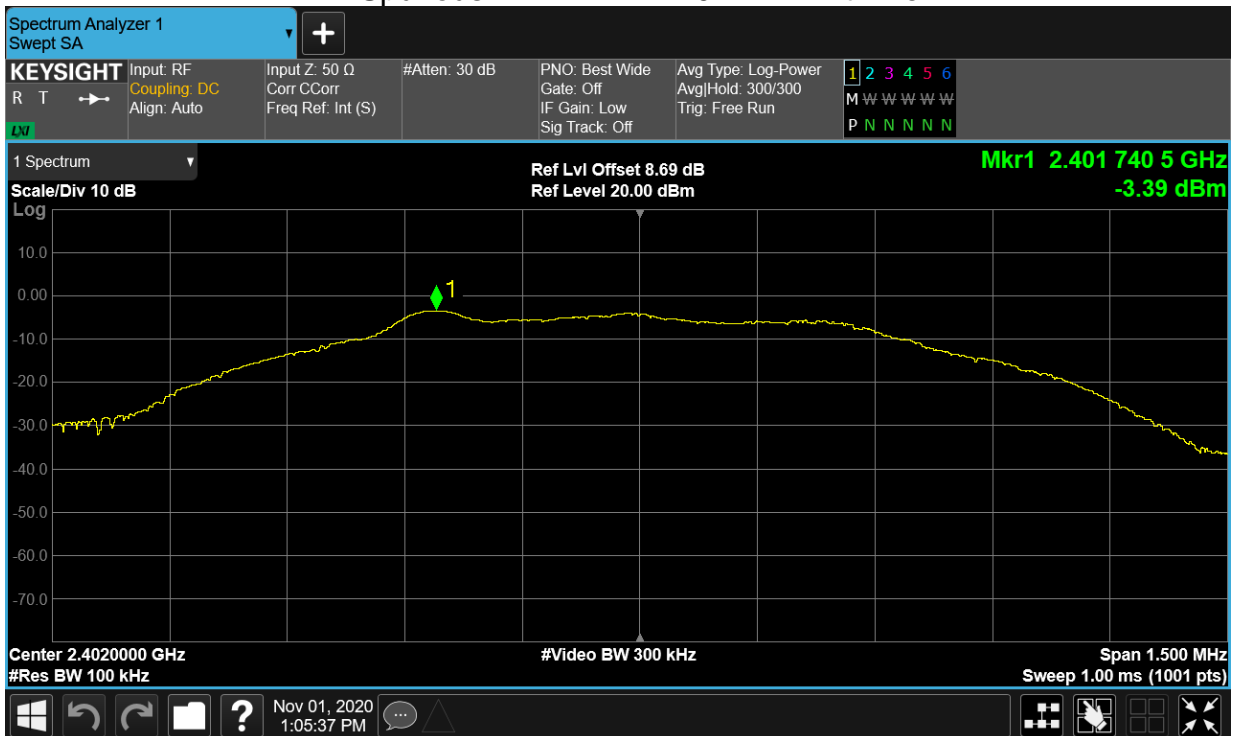 Spectrum Analyzer 1
Swept SA
KEYSIGHT
R T
LXI
Input: RF
Coupling: DC
Align: Auto
Input Z: 50 Ω
Corr CCorr
Freq Ref: Int (S)
#Atten: 30 dB
PNO: Best Wide
Gate: Off
IF Gain: Low
Sig Track: Off
Avg Type: Log-Power
Avg|Hold: 300/300
Trig: Free Run
1 2 3 4 5 6
M W W W W W
P N N N N N
1 Spectrum
Scale/Div 10 dB
Log
Ref Lvl Offset 8.69 dB
Ref Level 20.00 dBm
Mkr1 2.401 740 5 GHz
-3.39 dBm
10.0
0.00
1
-10.0
-20.0
-30.0
-40.0
-50.0
-60.0
-70.0
Center 2.4020000 GHz
#Res BW 100 kHz
#Video BW 300 kHz
Span 1.500 MHz
Sweep 1.00 ms (1001 pts)
?
Nov 01, 2020
1:05:37 PM